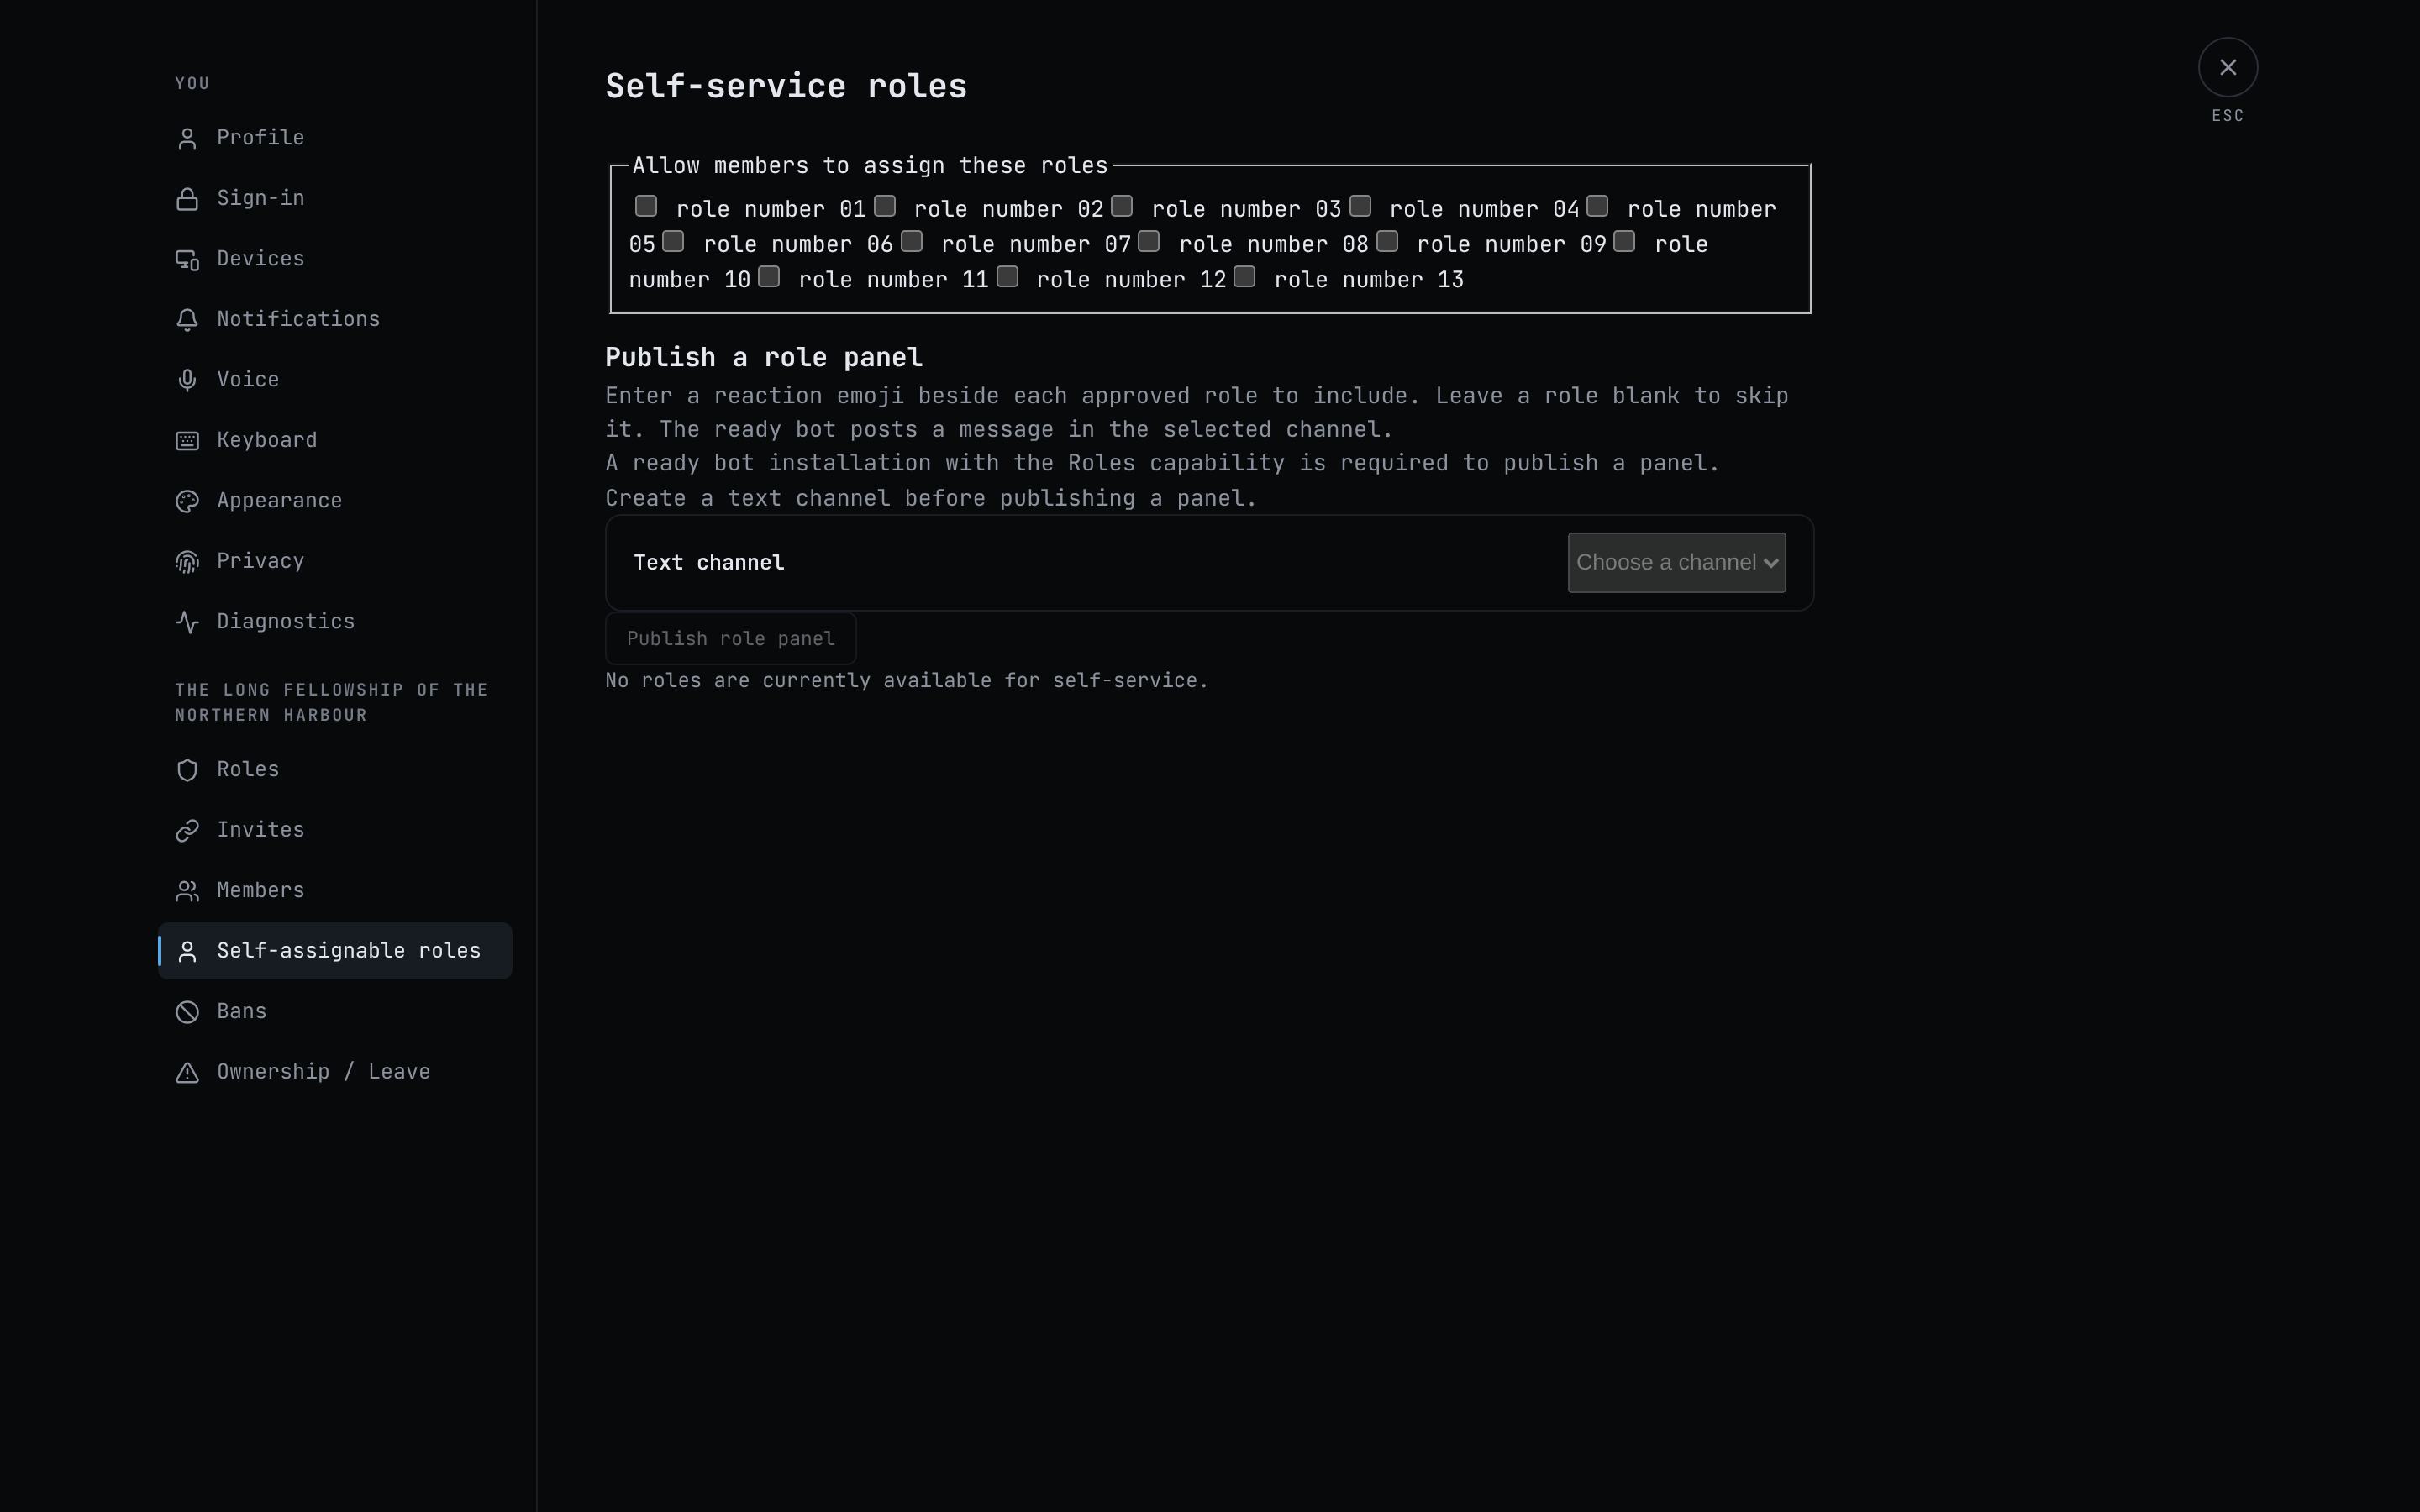 YOU
Profile
Sign-in
Devices
Notifications
Voice
Keyboard
Appearance
Privacy
Diagnostics
THE LONG FELLOWSHIP OF THE
NORTHERN HARBOUR
Roles
Invites
Members
Self-assignable roles
Bans
Ownership / Leave
Self-service roles
Allow members to assign these roles
role number 01 role number 02 role number 03 role number 04 role number
05 role number 06 role number 07 role number 08 role number 09 role
number 10 role number 11 role number 12 role number 13
Publish a role panel
Enter a reaction emoji beside each approved role to include. Leave a role blank to skip
it. The ready bot posts a message in the selected channel.
A ready bot installation with the Roles capability is required to publish a panel.
Create a text channel before publishing a panel.
Text channel
Choose a channel
Publish role panel
No roles are currently available for self-service.
ESC